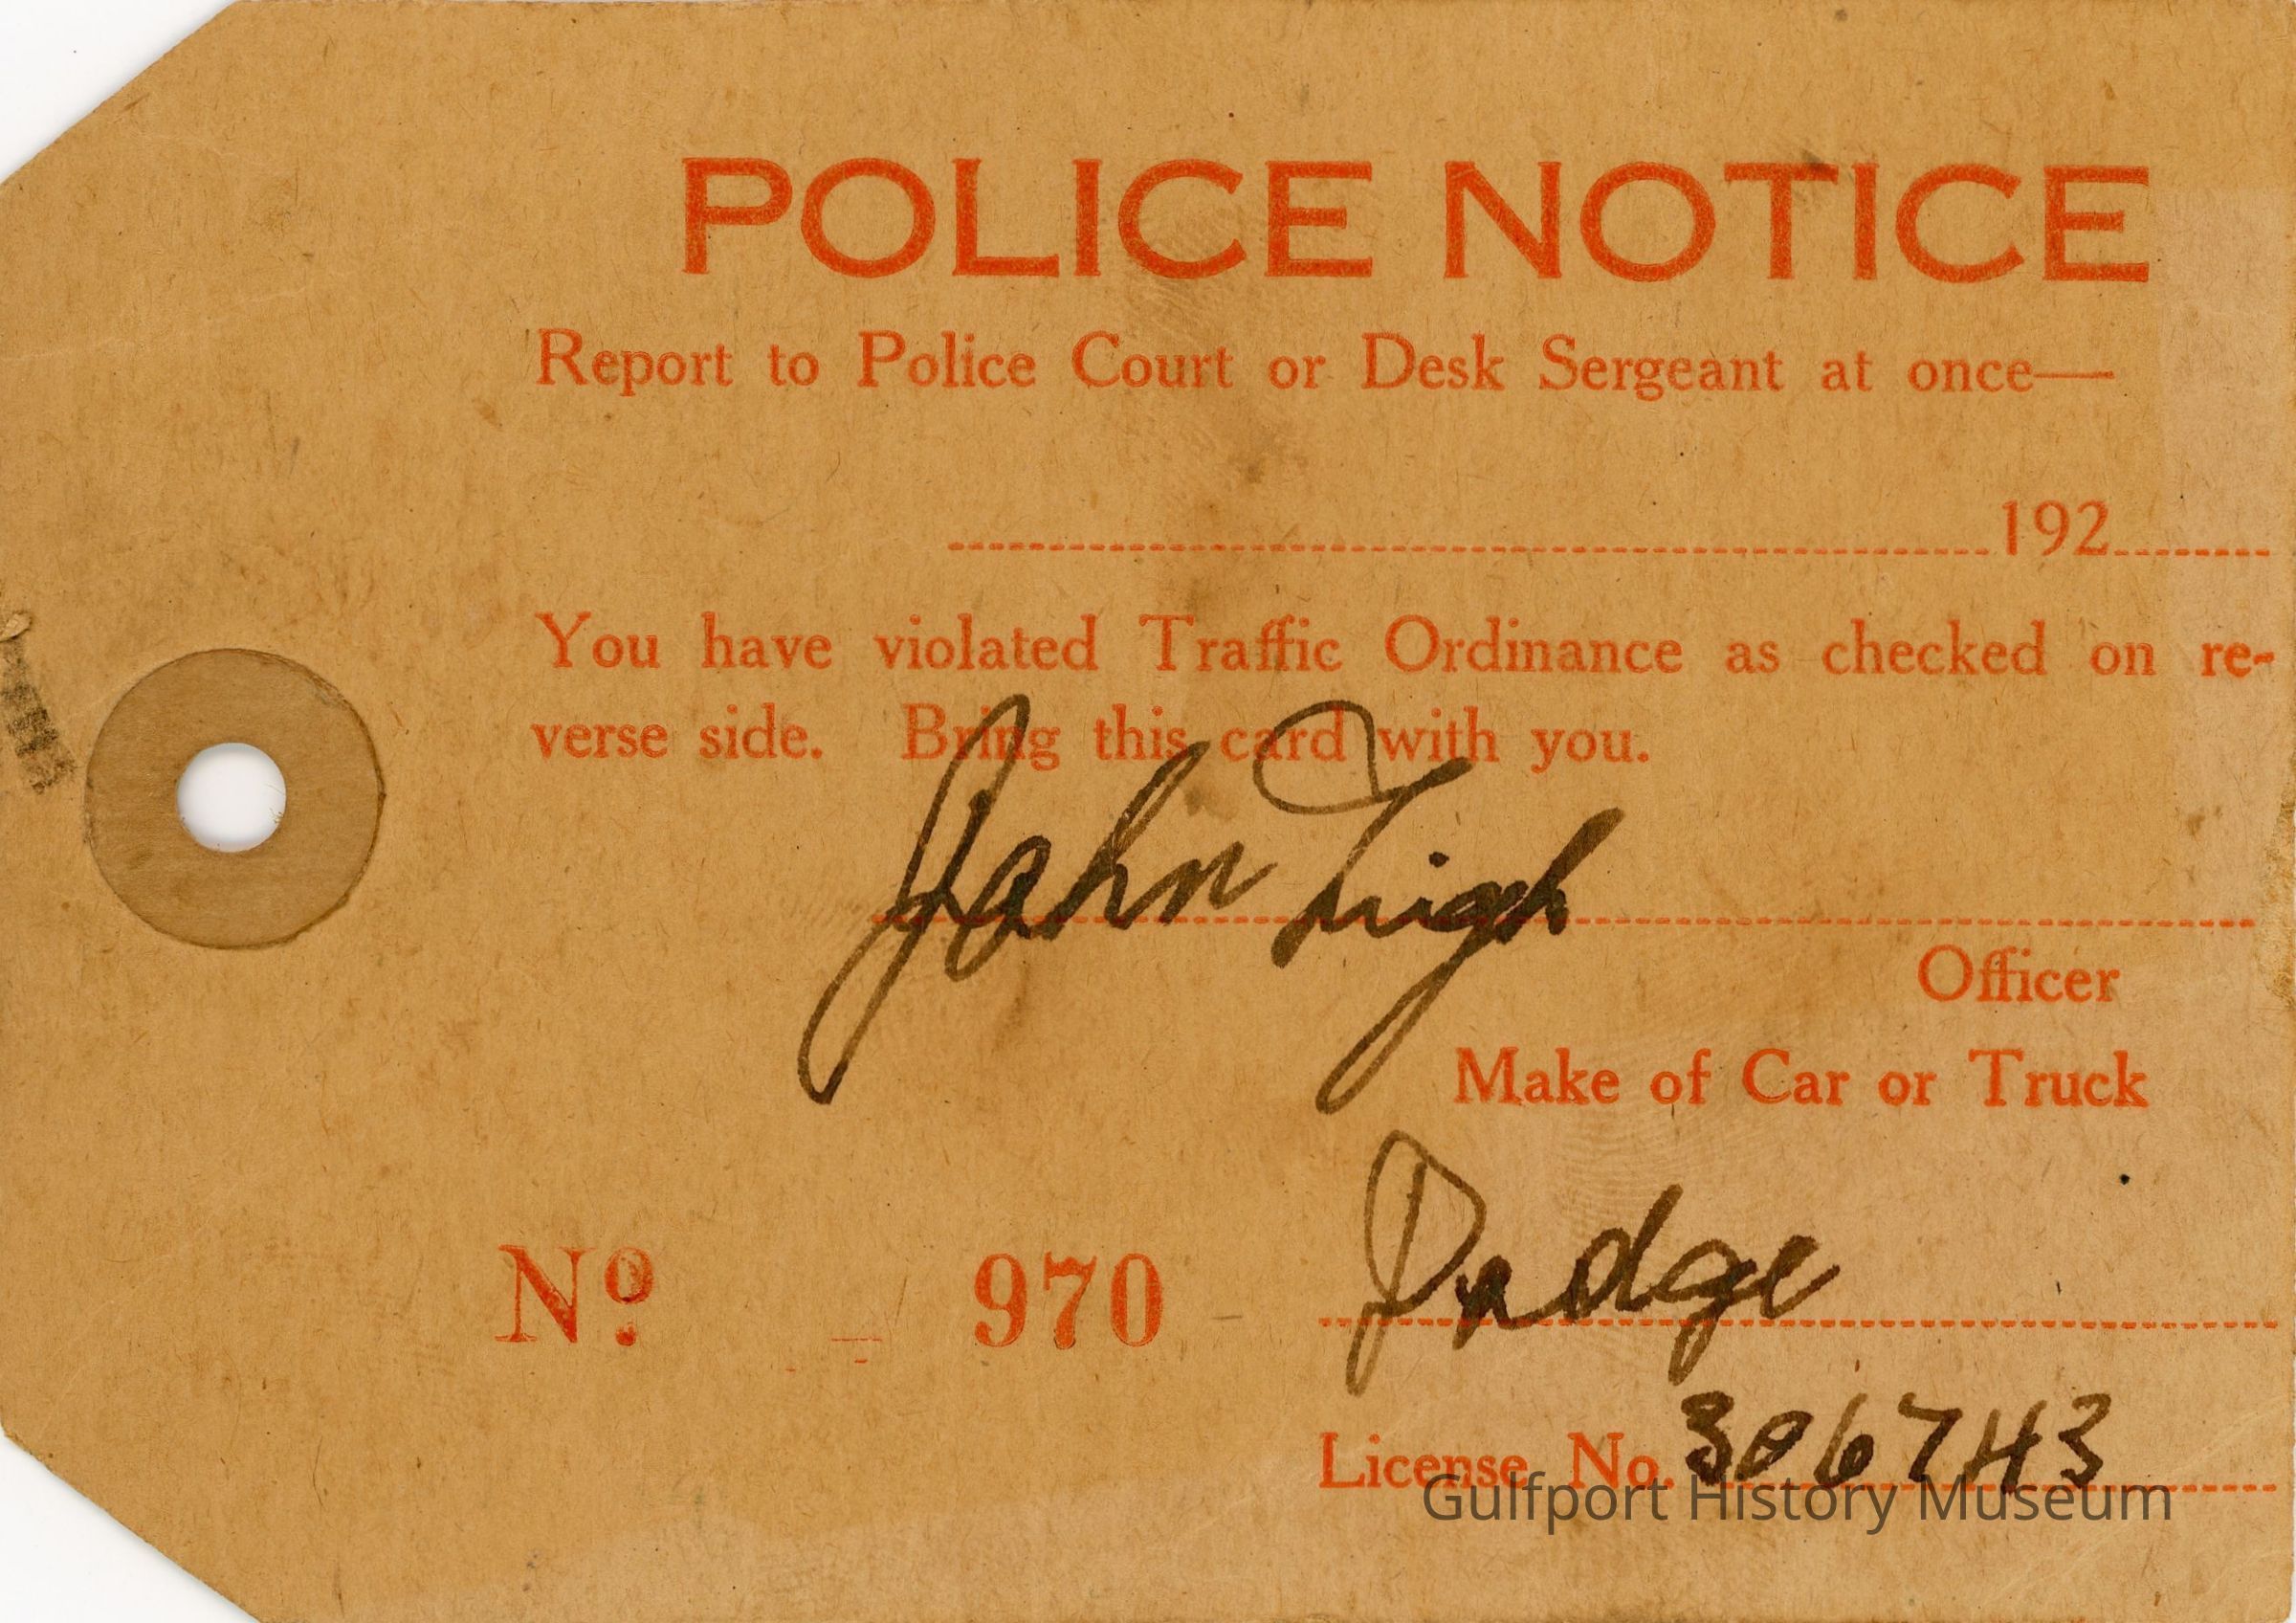 POLICE NOTICE
Report to Police Court or Desk Sergeant at once—
192
You have violated Traffic Ordinance as checked on re-
verse side. Bring this card with you.
John Tigh
Officer
Make of Car or Truck
Nº 970 Dodge
License No. 3067H3
Gulfport History Museum